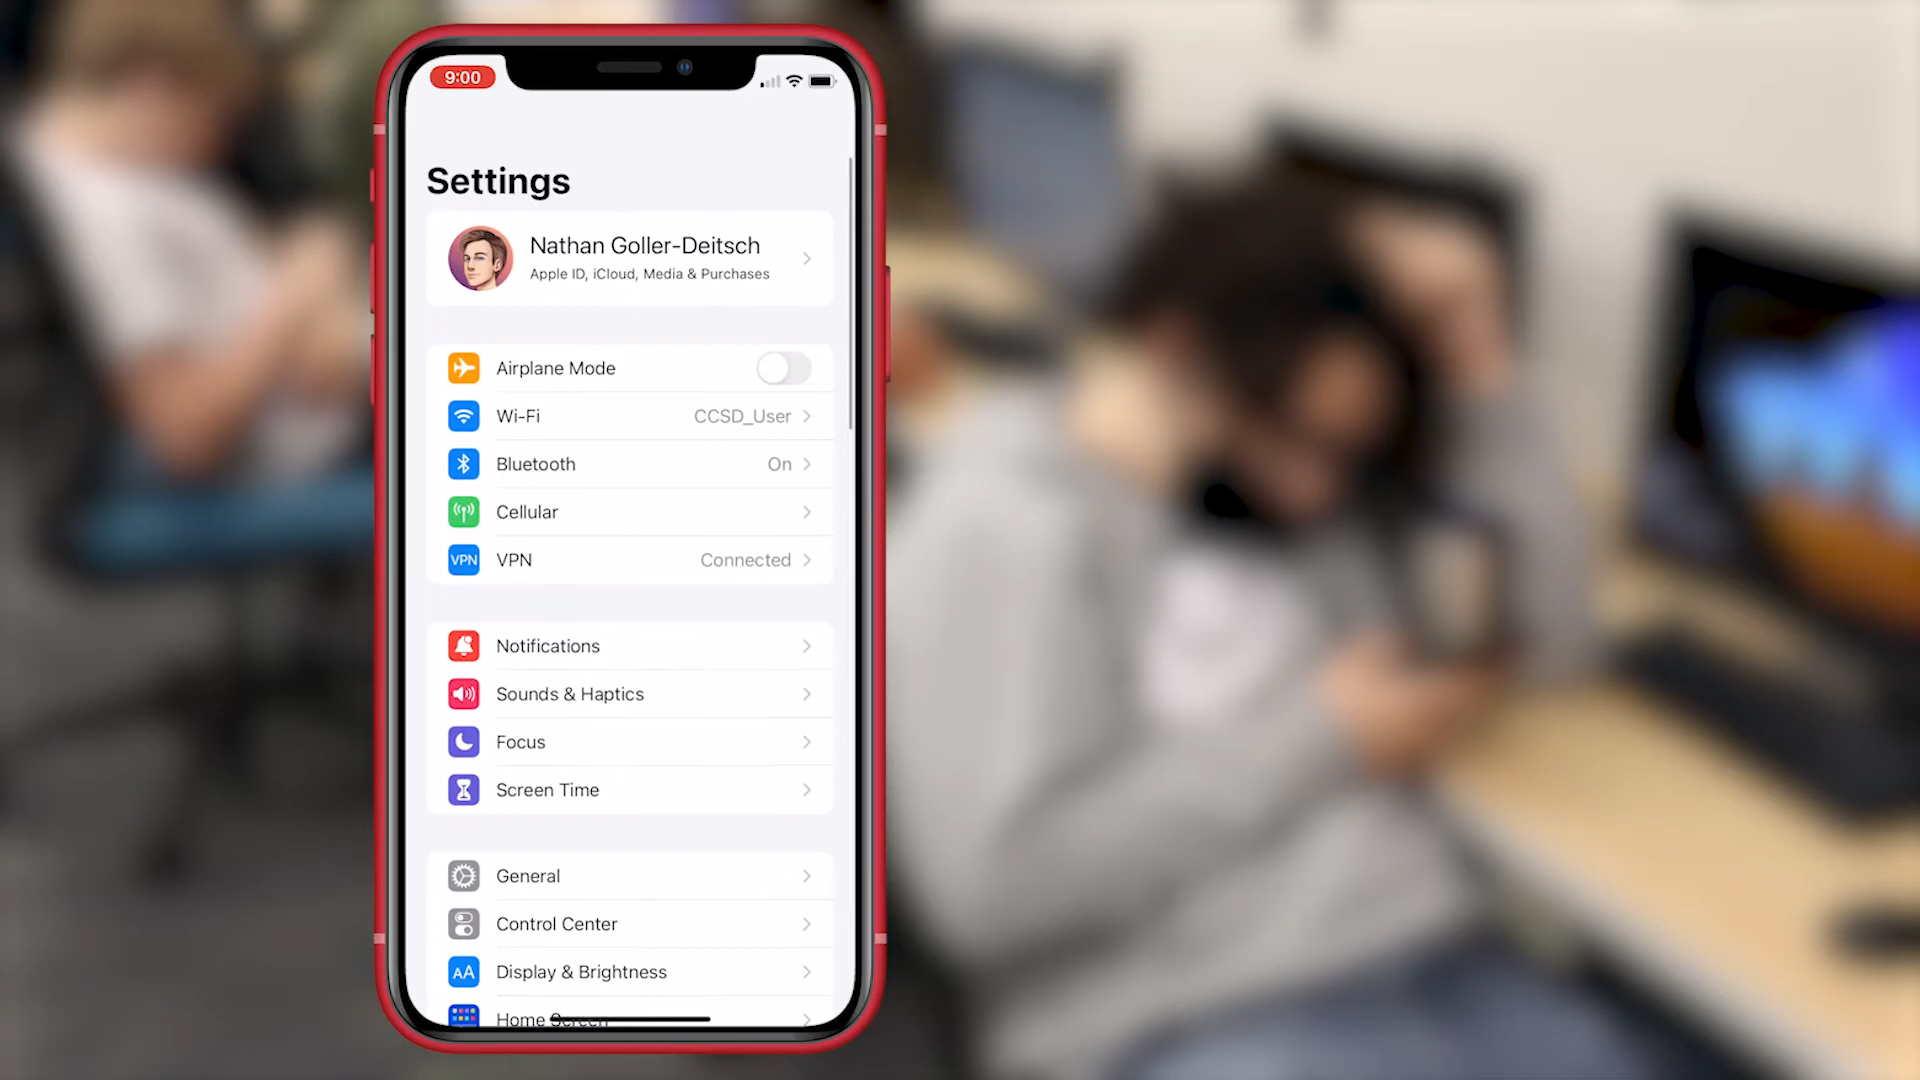 9:00
Settings
Nathan Goller-Deitsch
Apple ID, iCloud, Media & Purchases
Airplane Mode
Wi-Fi CCSD_User
Bluetooth On
Cellular
VPN VPN Connected
Notifications
Sounds & Haptics
Focus
Screen Time
General
Control Center
AA Display & Brightness
Home Screen